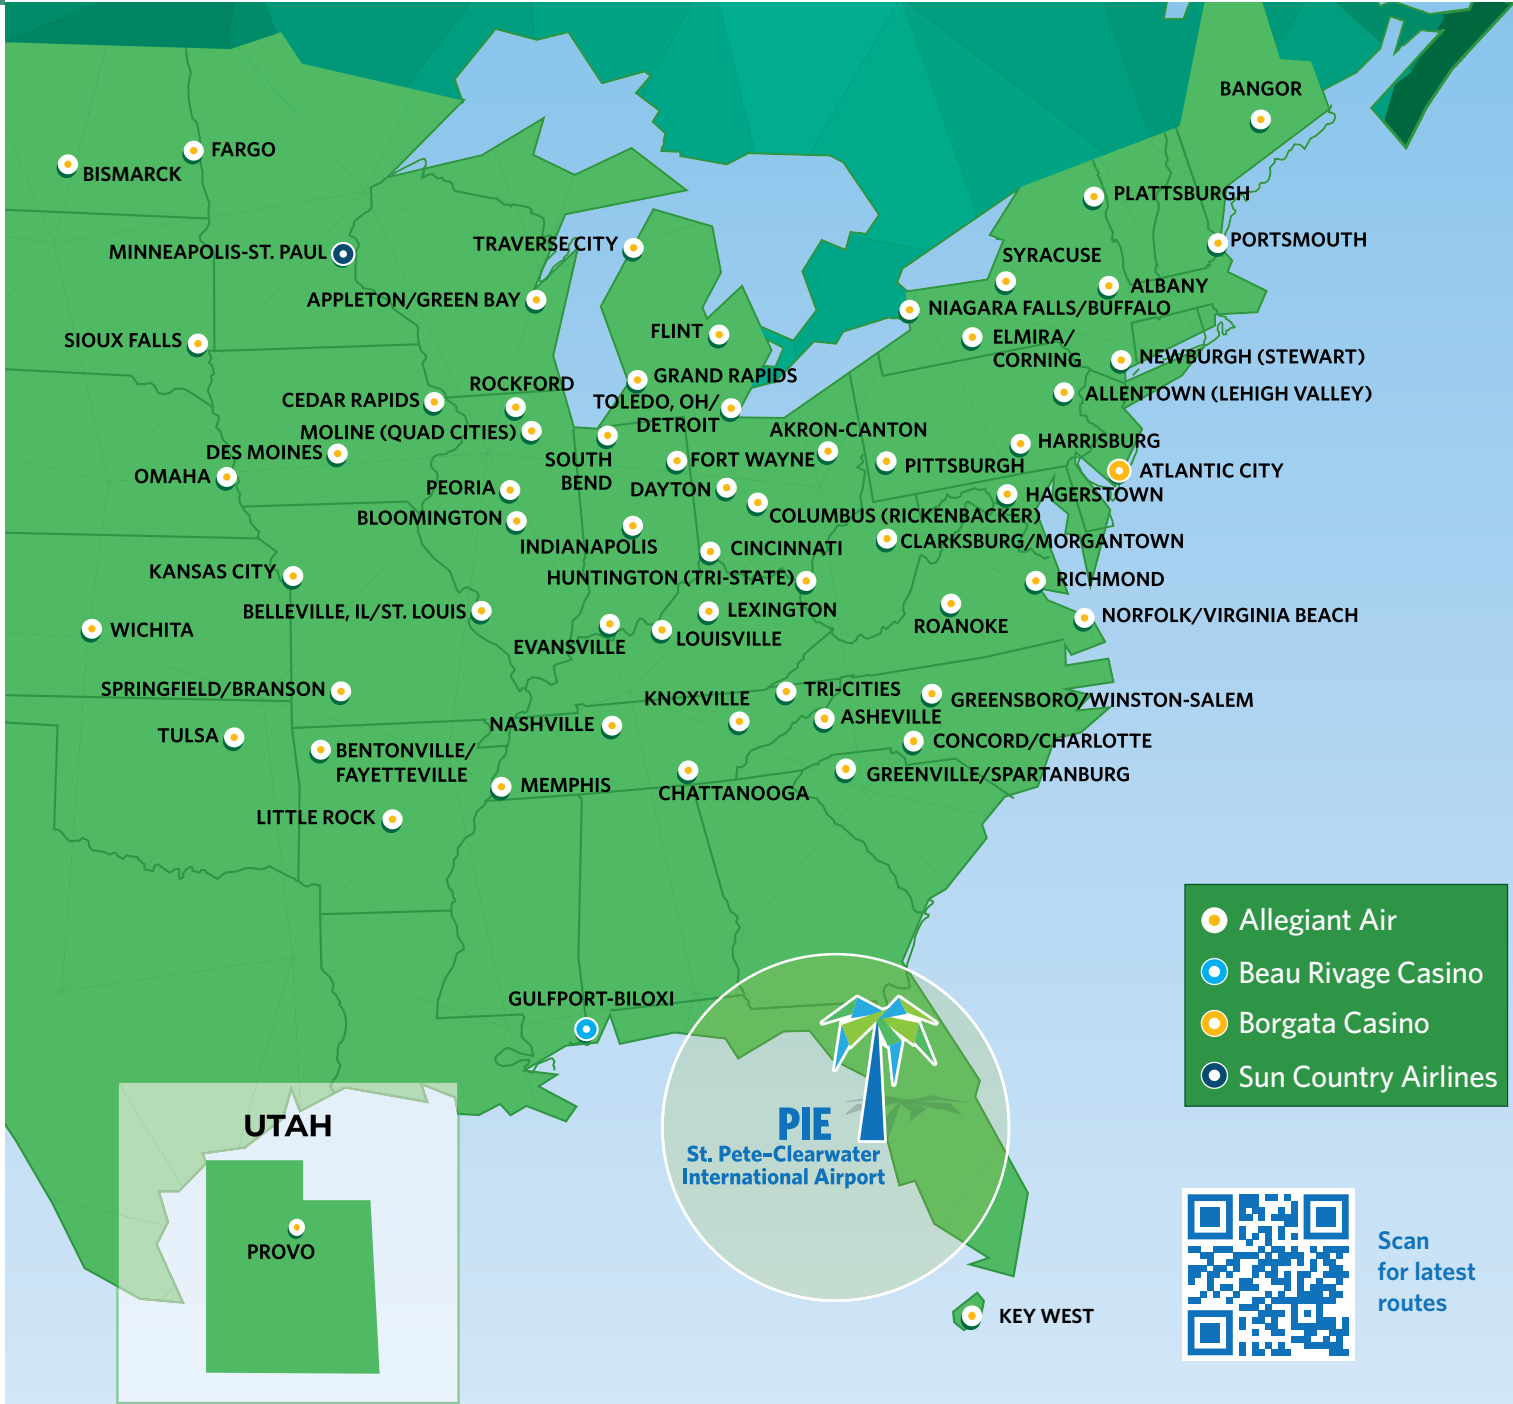 BANGOR
FARGO
BISMARCK
PLATTSBURGH
PORTSMOUTH
TRAVERSE CITY
MINNEAPOLIS-ST. PAUL
SYRACUSE
ALBANY
APPLETON/GREEN BAY
NIAGARA FALLS/BUFFALO
FLINT
SIOUX FALLS
ELMIRA/
CORNING
NEWBURGH (STEWART)
GRAND RAPIDS
ROCKFORD
ALLENTOWN (LEHIGH VALLEY)
CEDAR RAPIDS
TOLEDO, OH/
DETROIT
AKRON-CANTON
MOLINE (QUAD CITIES)
HARRISBURG
DES MOINES
SOUTH
BEND
FORT WAYNE
PITTSBURGH
ATLANTIC CITY
OMAHA
PEORIA
DAYTON
HAGERSTOWN
BLOOMINGTON
COLUMBUS (RICKENBACKER)
INDIANAPOLIS
CINCINNATI
CLARKSBURG/MORGANTOWN
KANSAS CITY
HUNTINGTON (TRI-STATE)
RICHMOND
BELLEVILLE, IL/ST. LOUIS
LEXINGTON
NORFOLK/VIRGINIA BEACH
WICHITA
ROANOKE
EVANSVILLE
LOUISVILLE
SPRINGFIELD/BRANSON
KNOXVILLE
TRI-CITIES
GREENSBORO/WINSTON-SALEM
NASHVILLE
ASHEVILLE
TULSA
CONCORD/CHARLOTTE
BENTONVILLE/
FAYETTEVILLE
GREENVILLE/SPARTANBURG
MEMPHIS
CHATTANOOGA
LITTLE ROCK
Allegiant Air
Beau Rivage Casino
Borgata Casino
Sun Country Airlines
GULFPORT-BILOXI
PIE
St. Pete–Clearwater
International Airport
UTAH
PROVO
Scan
for latest
routes
KEY WEST